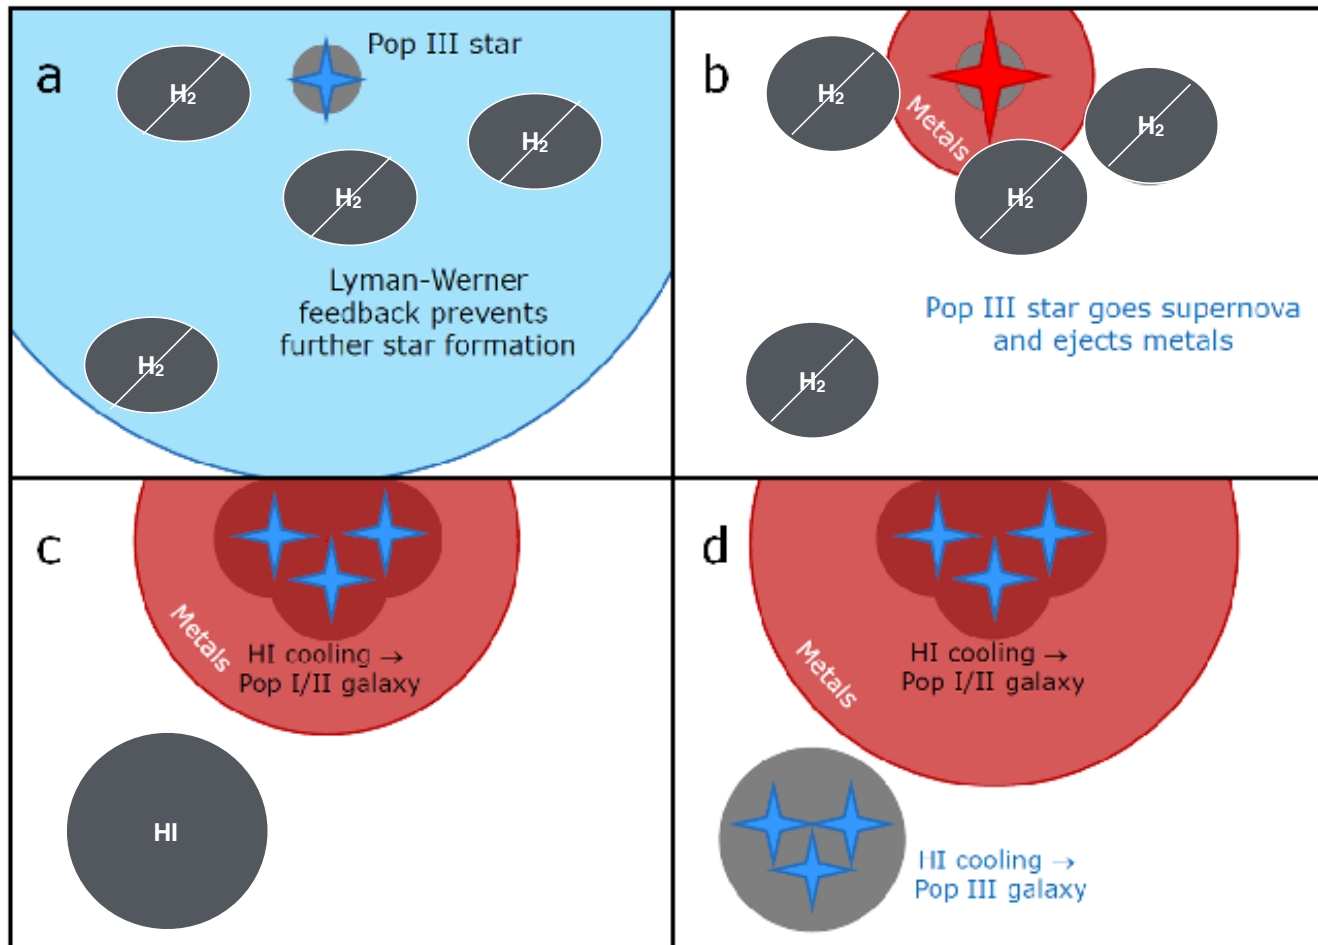 a
Pop III star
H₂
H₂
H₂
Lyman-Werner
feedback prevents
further star formation
H₂
b
H₂
Metals
H₂
H₂
Pop III star goes supernova
and ejects metals
H₂
c
Metals
HI cooling →
Pop I/II galaxy
HI
d
Metals
HI cooling →
Pop I/II galaxy
HI cooling →
Pop III galaxy